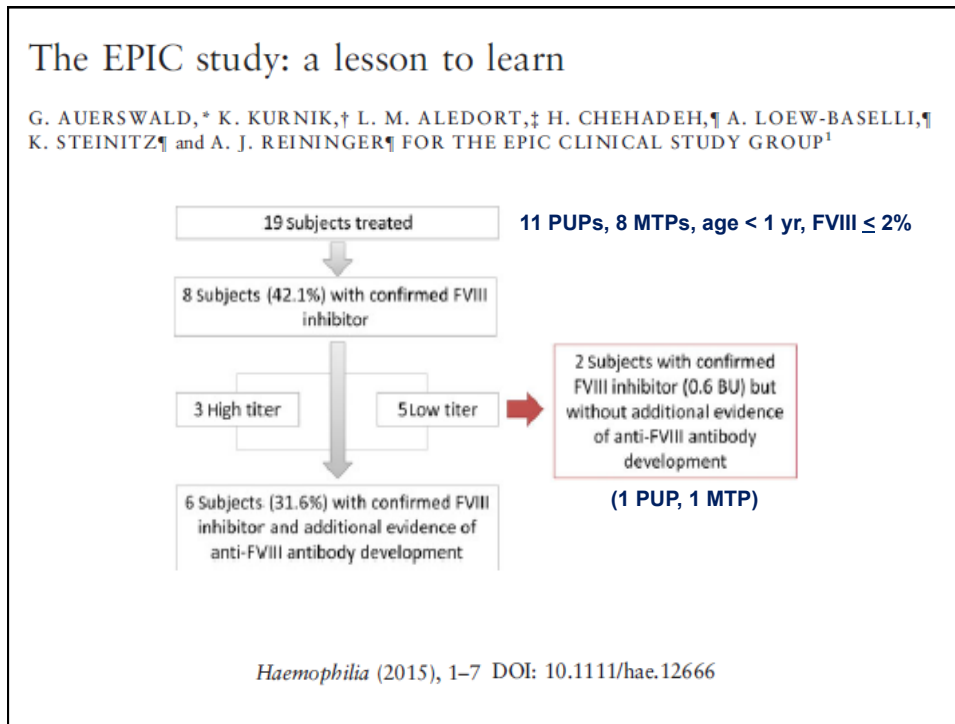 The EPIC study: a lesson to learn
G. AUERSWALD,* K. KURNIK,† L. M. ALEDORT,‡ H. CHEHADEH,¶ A. LOEW-BASELLI,¶
K. STEINITZ¶ and A. J. REININGER¶ FOR THE EPIC CLINICAL STUDY GROUP¹
19 Subjects treated
11 PUPs, 8 MTPs, age < 1 yr, FVIII ≤ 2%
8 Subjects (42.1%) with confirmed FVIII
inhibitor
3 High titer
5 Low titer
2 Subjects with confirmed
FVIII inhibitor (0.6 BU) but
without additional evidence
of anti-FVIII antibody
development
(1 PUP, 1 MTP)
6 Subjects (31.6%) with confirmed FVIII
inhibitor and additional evidence of
anti-FVIII antibody development
Haemophilia (2015), 1–7 DOI: 10.1111/hae.12666